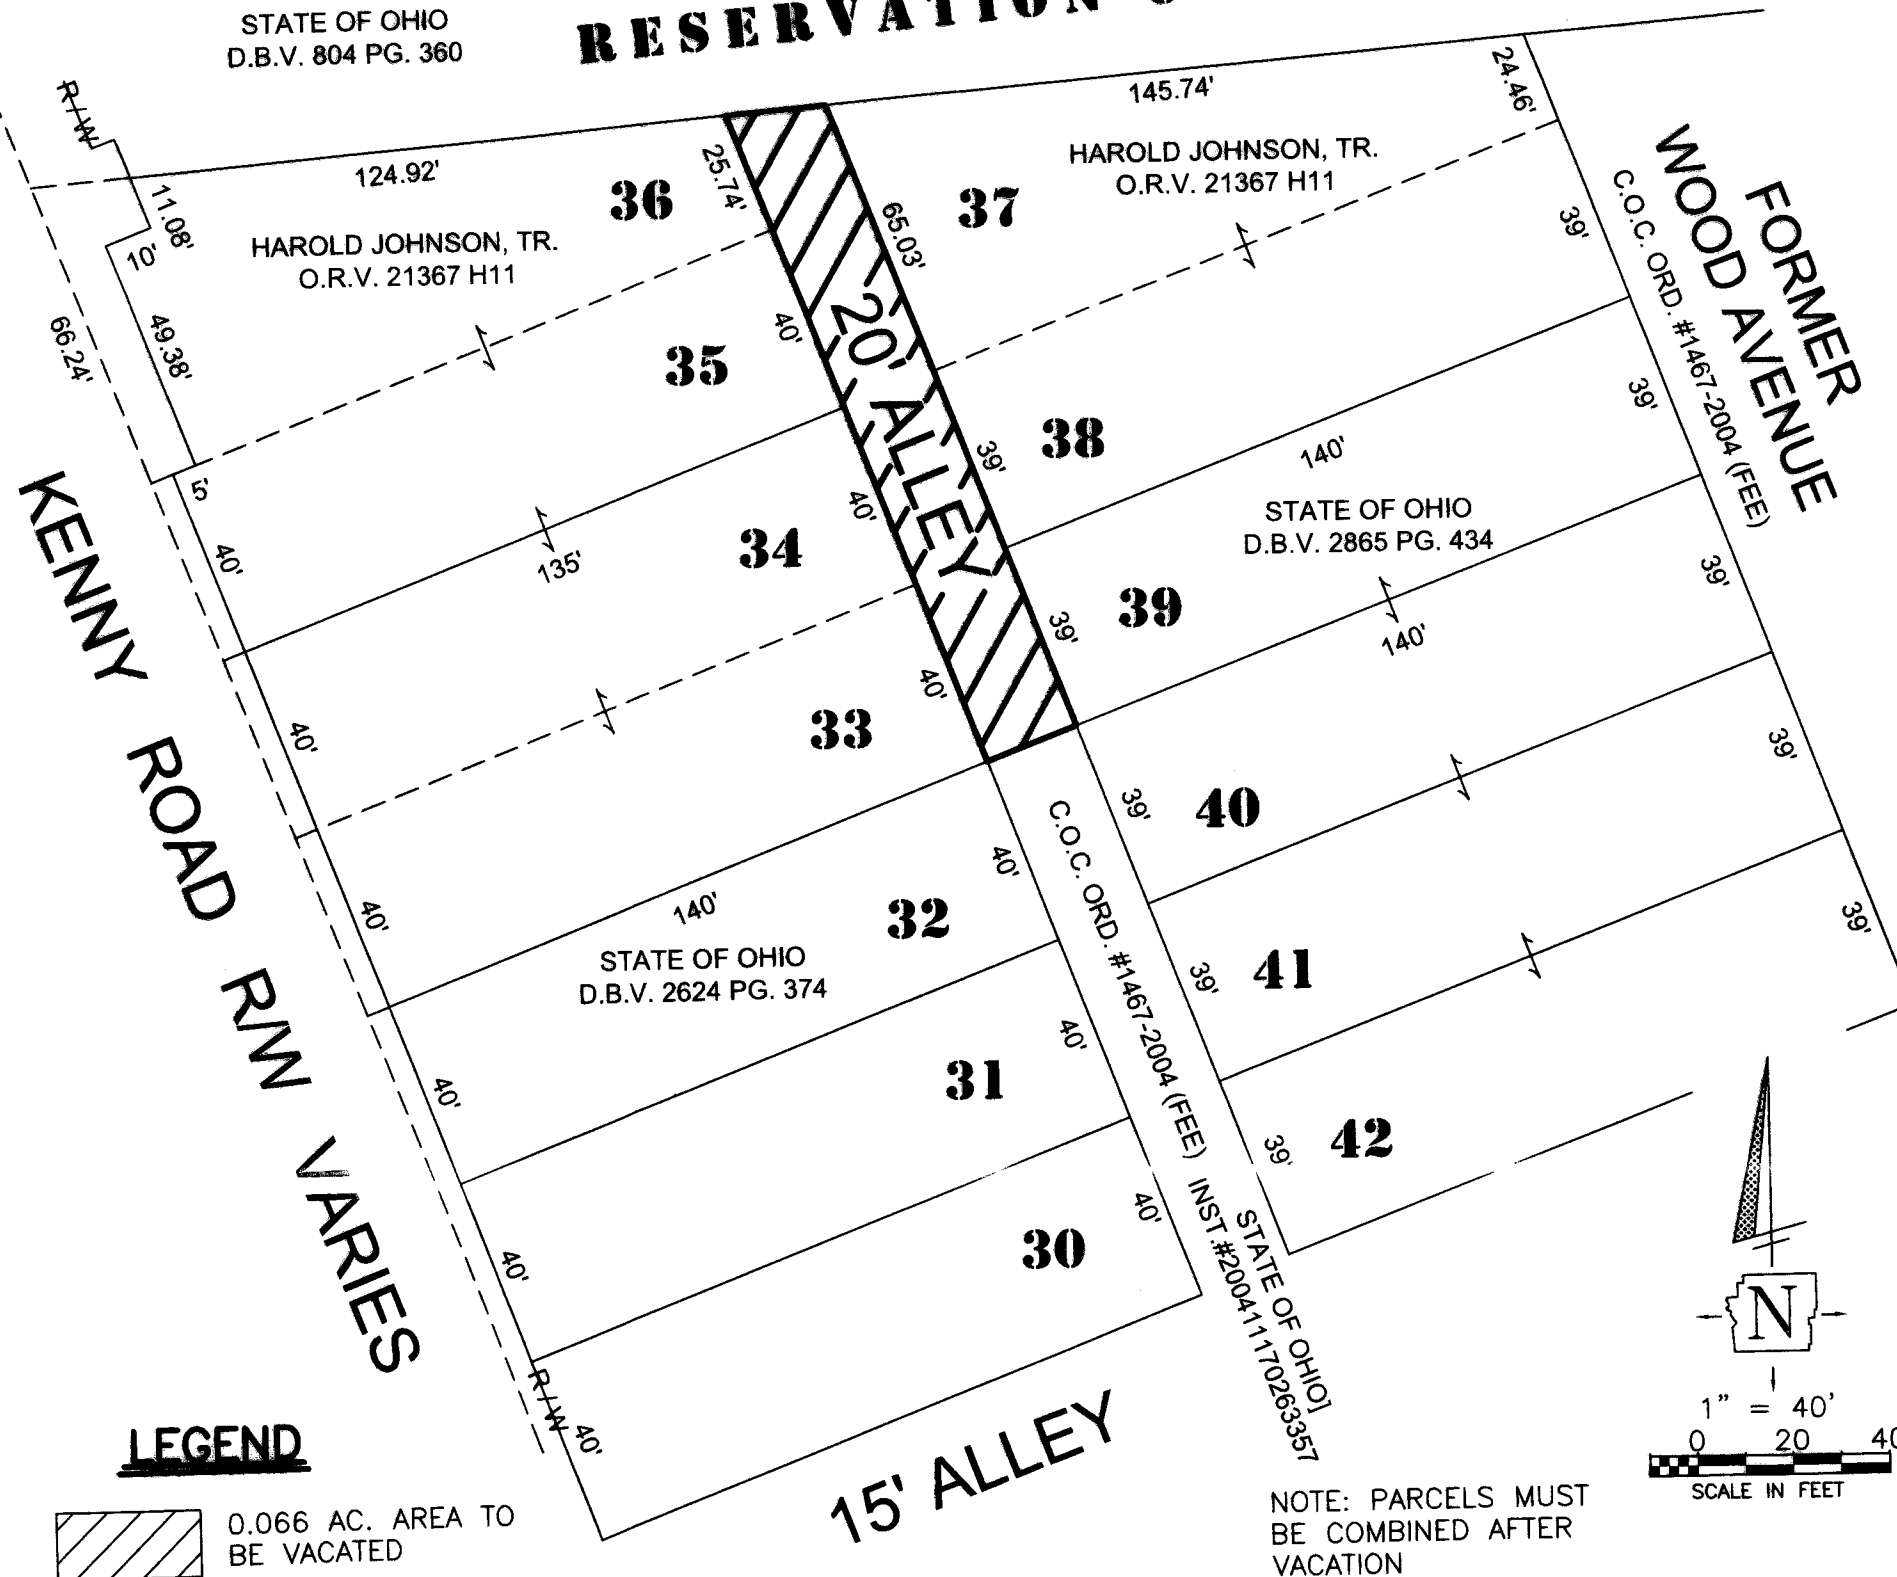 STATE OF OHIO
D.B.V. 804 PG. 360
RESERVATION
R/W
124.92'
145.74'
24.46'
HAROLD JOHNSON, TR.
O.R.V. 21367 H11
36
25.74'
37
HAROLD JOHNSON, TR.
O.R.V. 21367 H11
11.08'
10'
49.38'
66.24'
65.03'
39'
FORMER
WOOD AVENUE
C.O.C. ORD. #1467-2004 (FEE)
35
40'
20' ALLEY
38
39'
39'
140'
5'
40'
135'
34
40'
STATE OF OHIO
D.B.V. 2865 PG. 434
39
39'
39'
140'
KENNY ROAD R/W VARIES
40'
33
40'
40
39'
39'
40'
140'
32
40'
STATE OF OHIO
D.B.V. 2624 PG. 374
C.O.C. ORD. #1467-2004 (FEE) INST.#200411170263357
STATE OF OHIO]
41
39'
39'
40'
31
40'
42
39'
40'
30
40'
R/W
40'
15' ALLEY
N
1" = 40'
0 20 40
SCALE IN FEET
LEGEND
0.066 AC. AREA TO
BE VACATED
NOTE: PARCELS MUST
BE COMBINED AFTER
VACATION